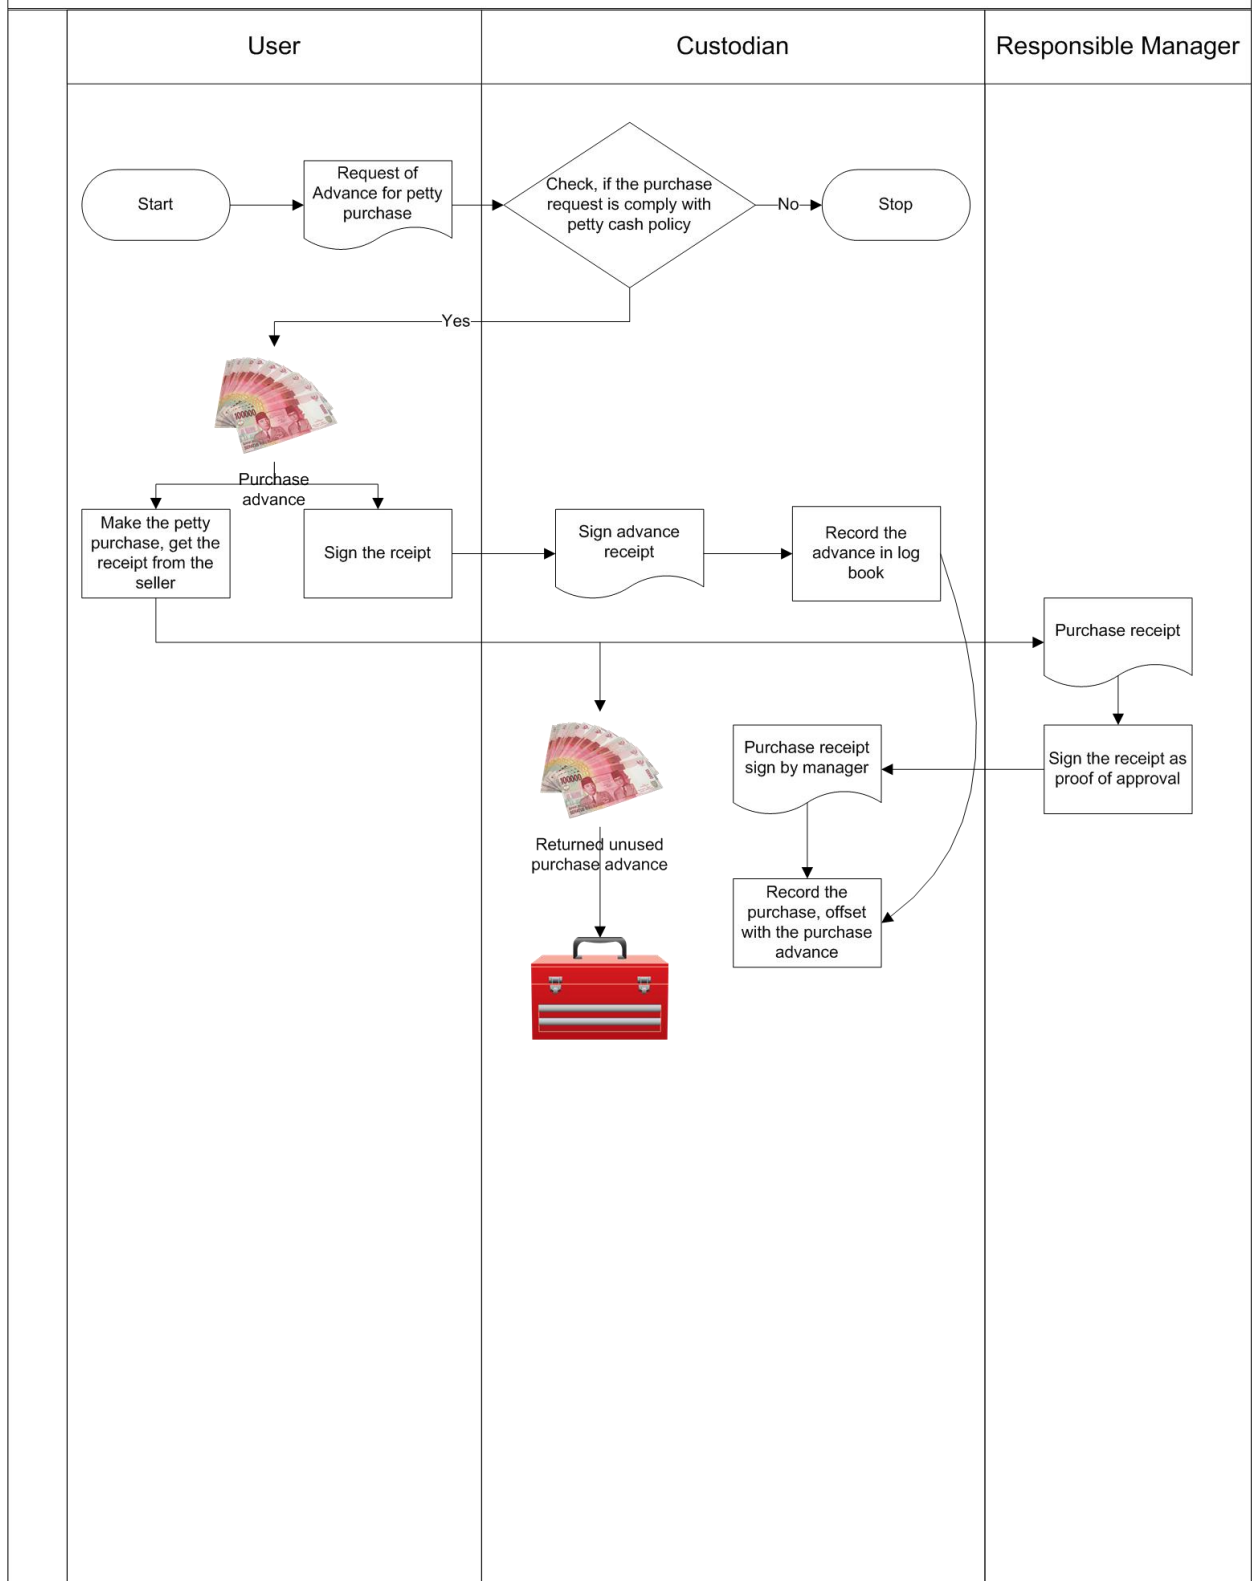 User
Custodian
Responsible Manager
Start
Request of
Advance for petty
purchase
Check, if the purchase
request is comply with
petty cash policy
No
Stop
Yes
100000
Purchase
advance
Make the petty
purchase, get the
receipt from the
seller
Sign the rceipt
Sign advance
receipt
Record the
advance in log
book
Purchase receipt
100000
Returned unused
purchase advance
Purchase receipt
sign by manager
Sign the receipt as
proof of approval
Record the
purchase, offset
with the purchase
advance